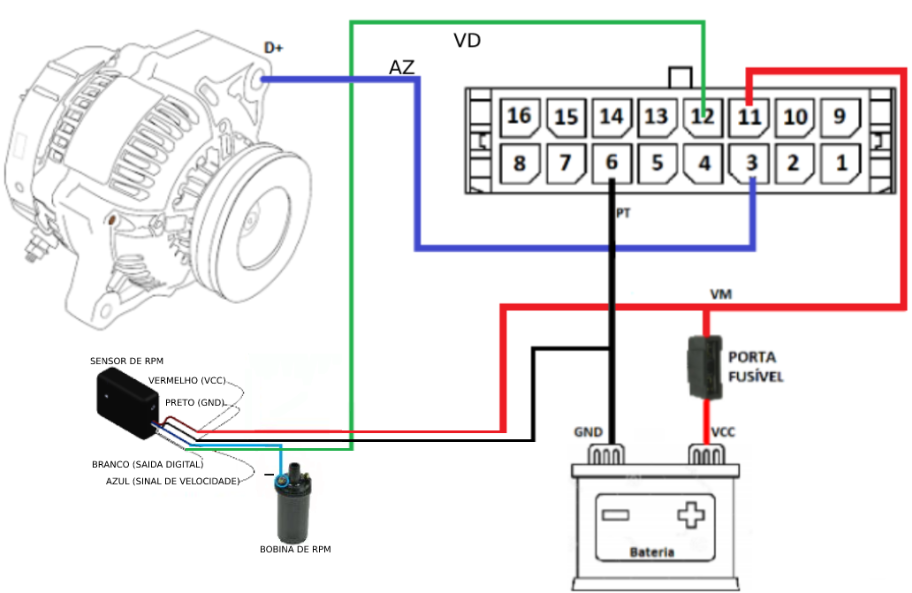 D+
AZ
VD
16 15 14 13 12 11 10 9
8 7 6 5 4 3 2 1
PT
VM
PORTA
FUSÍVEL
SENSOR DE RPM
VERMELHO (VCC)
PRETO (GND)
BRANCO (SAIDA DIGITAL)
AZUL (SINAL DE VELOCIDADE)
BOBINA DE RPM
GND
VCC
Bateria